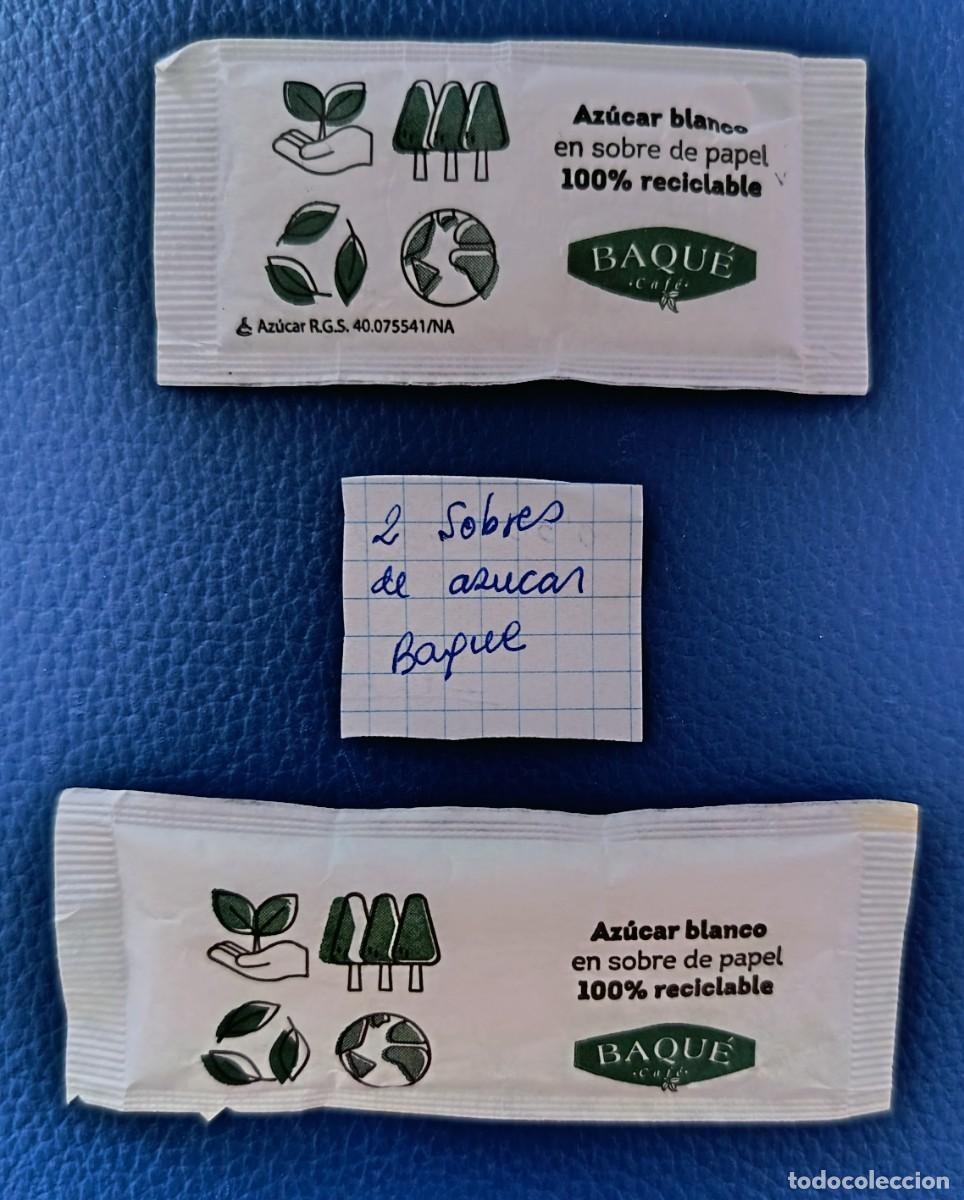 Azúcar blanco
en sobre de papel
100% reciclable
BAQUÉ
·Café·
Azúcar R.G.S. 40.075541/NA
2 Sobres
de azucar
Baque
Azúcar blanco
en sobre de papel
100% reciclable
BAQUÉ
·Café·
todocoleccion